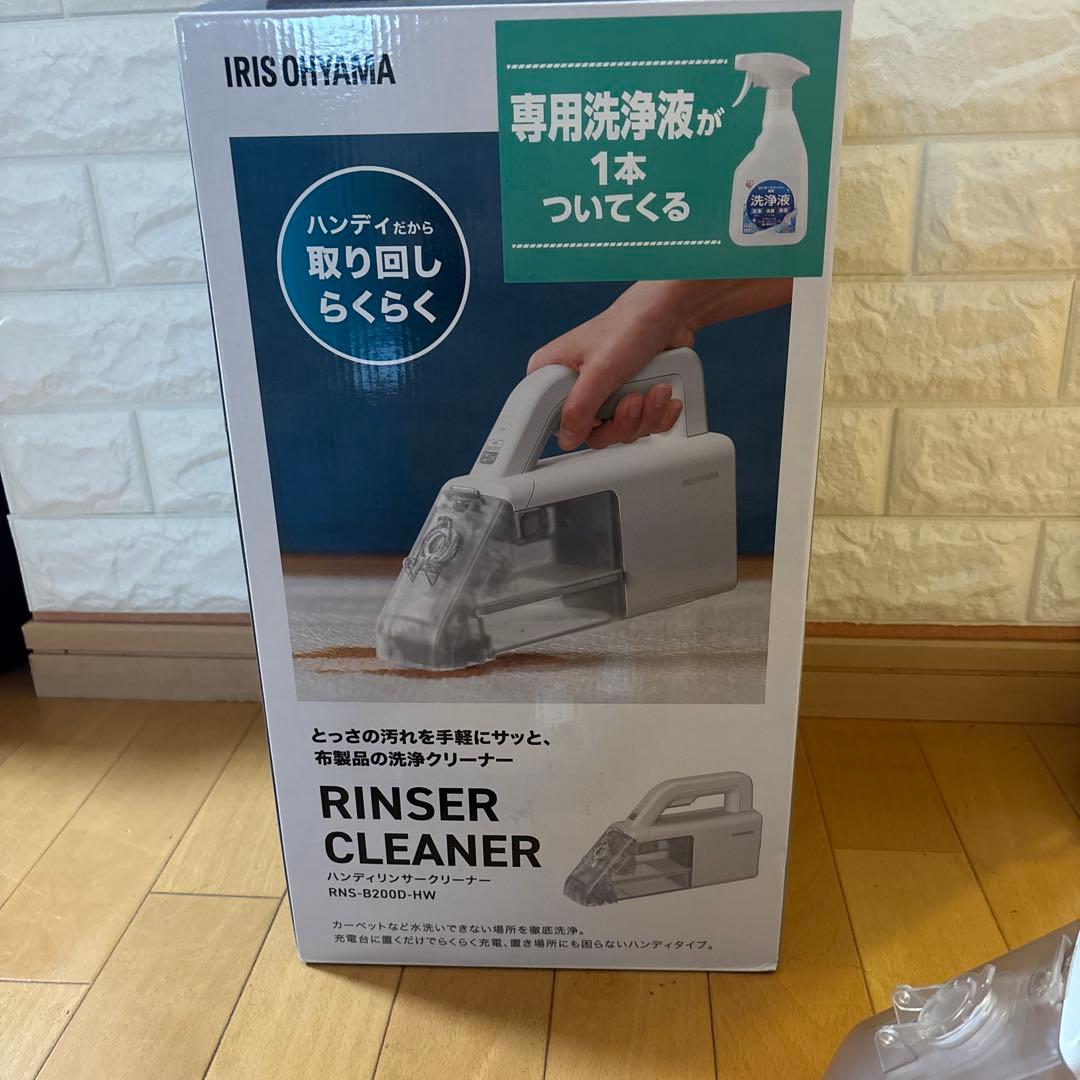 IRIS OHYAMA
専用洗浄液が
1本
ついてくる
洗浄液
ハンディだから
取り回し
らくらく
IRIS OHYAMA
とっさの汚れを手軽にサッと、
布製品の洗浄クリーナー
RINSER
CLEANER
ハンディリンサークリーナー
RNS-B200D-HW
カーペットなど水洗いできない場所を徹底洗浄。
充電台に置くだけでらくらく充電、置き場所にも困らないハンディタイプ。